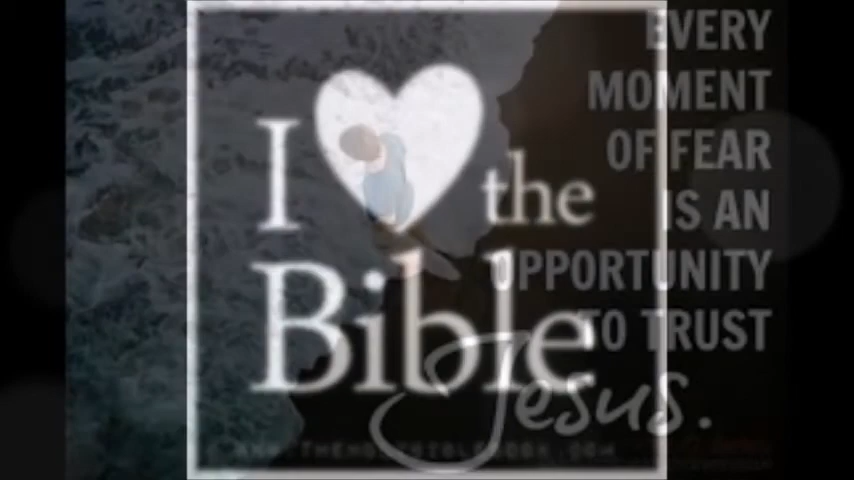 I the
Bible
EVERY
MOMENT
OF FEAR
IS AN
OPPORTUNITY
TO TRUST
Jesus.